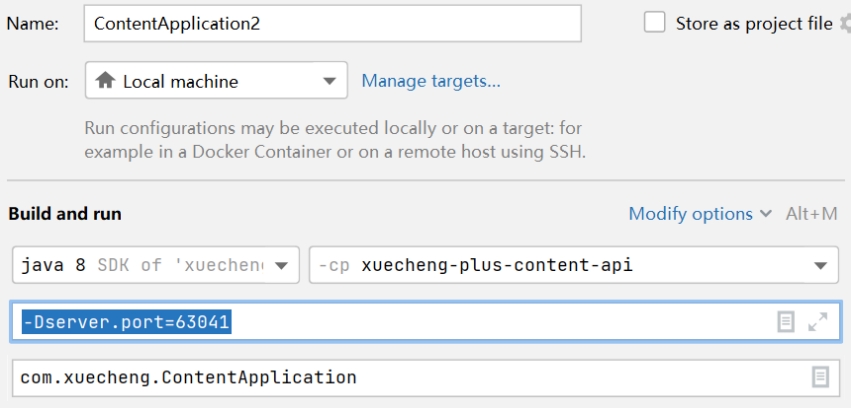 Name: ContentApplication2 Store as project file
Run on: Local machine Manage targets...
Run configurations may be executed locally or on a target: for
example in a Docker Container or on a remote host using SSH.
Build and run Modify options Alt+M
java 8 SDK of 'xuechen -cp xuecheng-plus-content-api
-Dserver.port=63041
com.xuecheng.ContentApplication